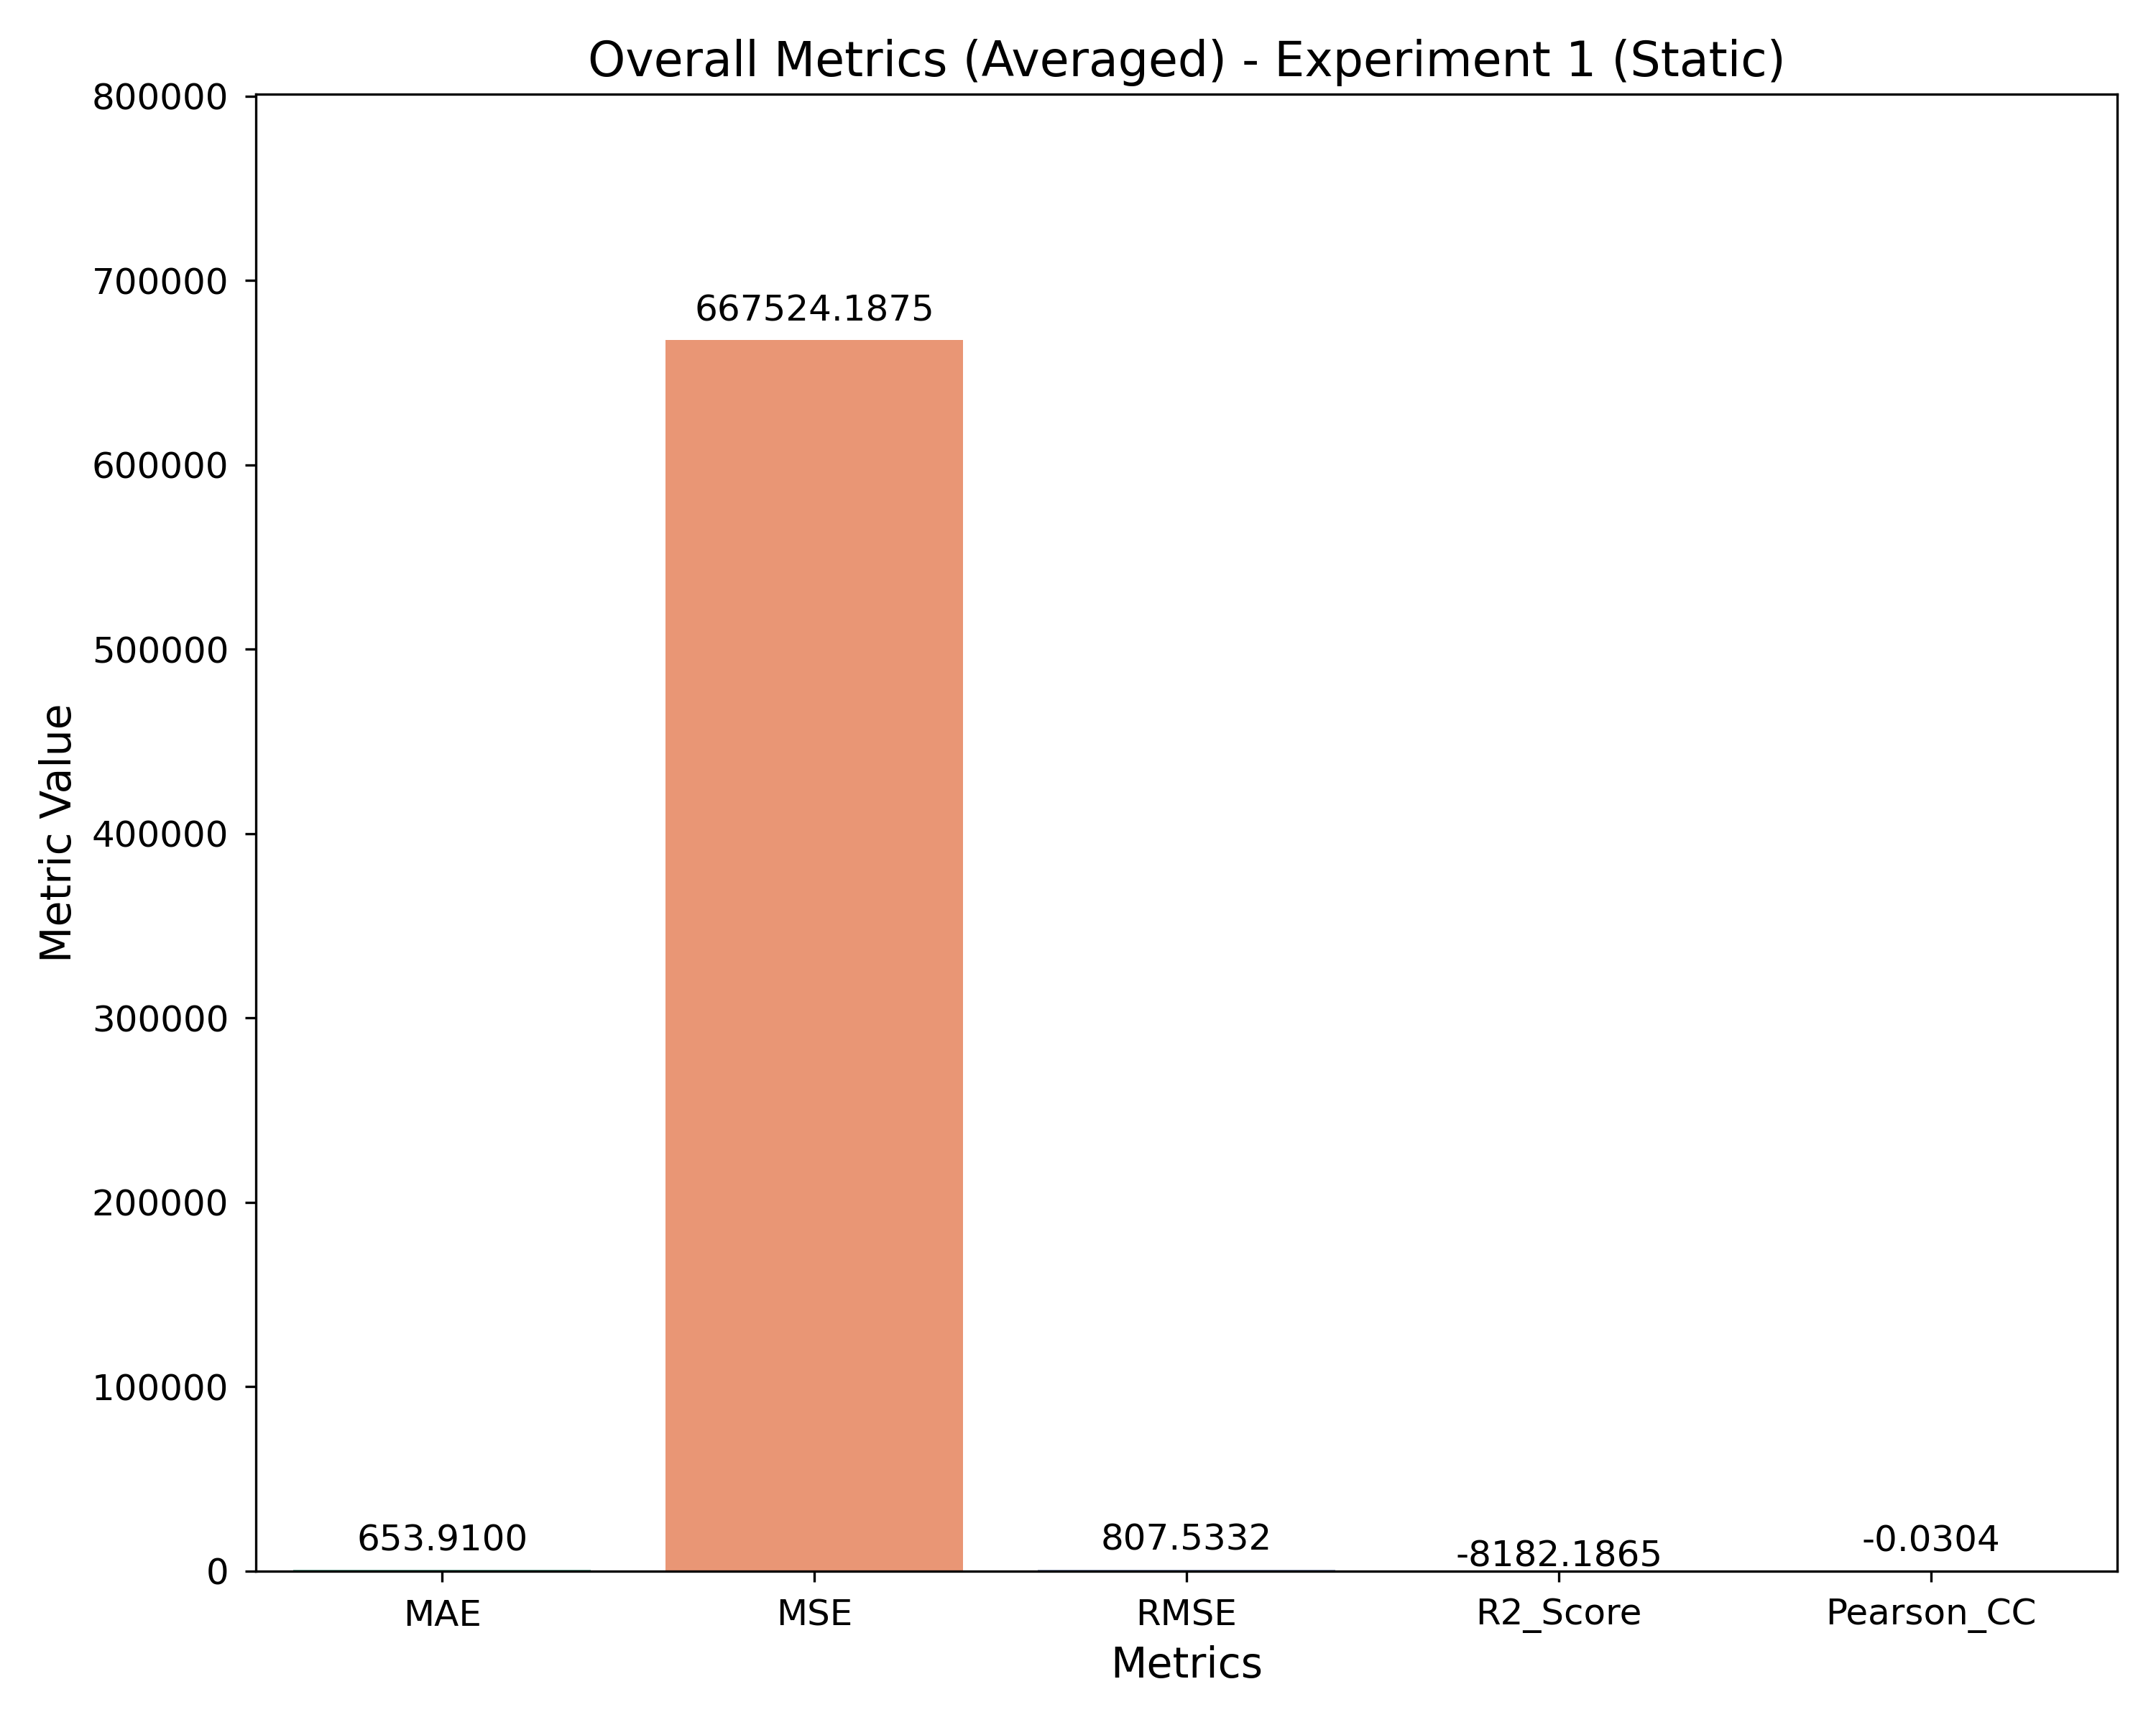 Overall Metrics (Averaged) - Experiment 1 (Static)
800000
700000
600000
500000
400000
300000
200000
100000
0
Metric Value
653.9100
667524.1875
807.5332
-8182.1865
-0.0304
MAE
MSE
RMSE
R2_Score
Pearson_CC
Metrics